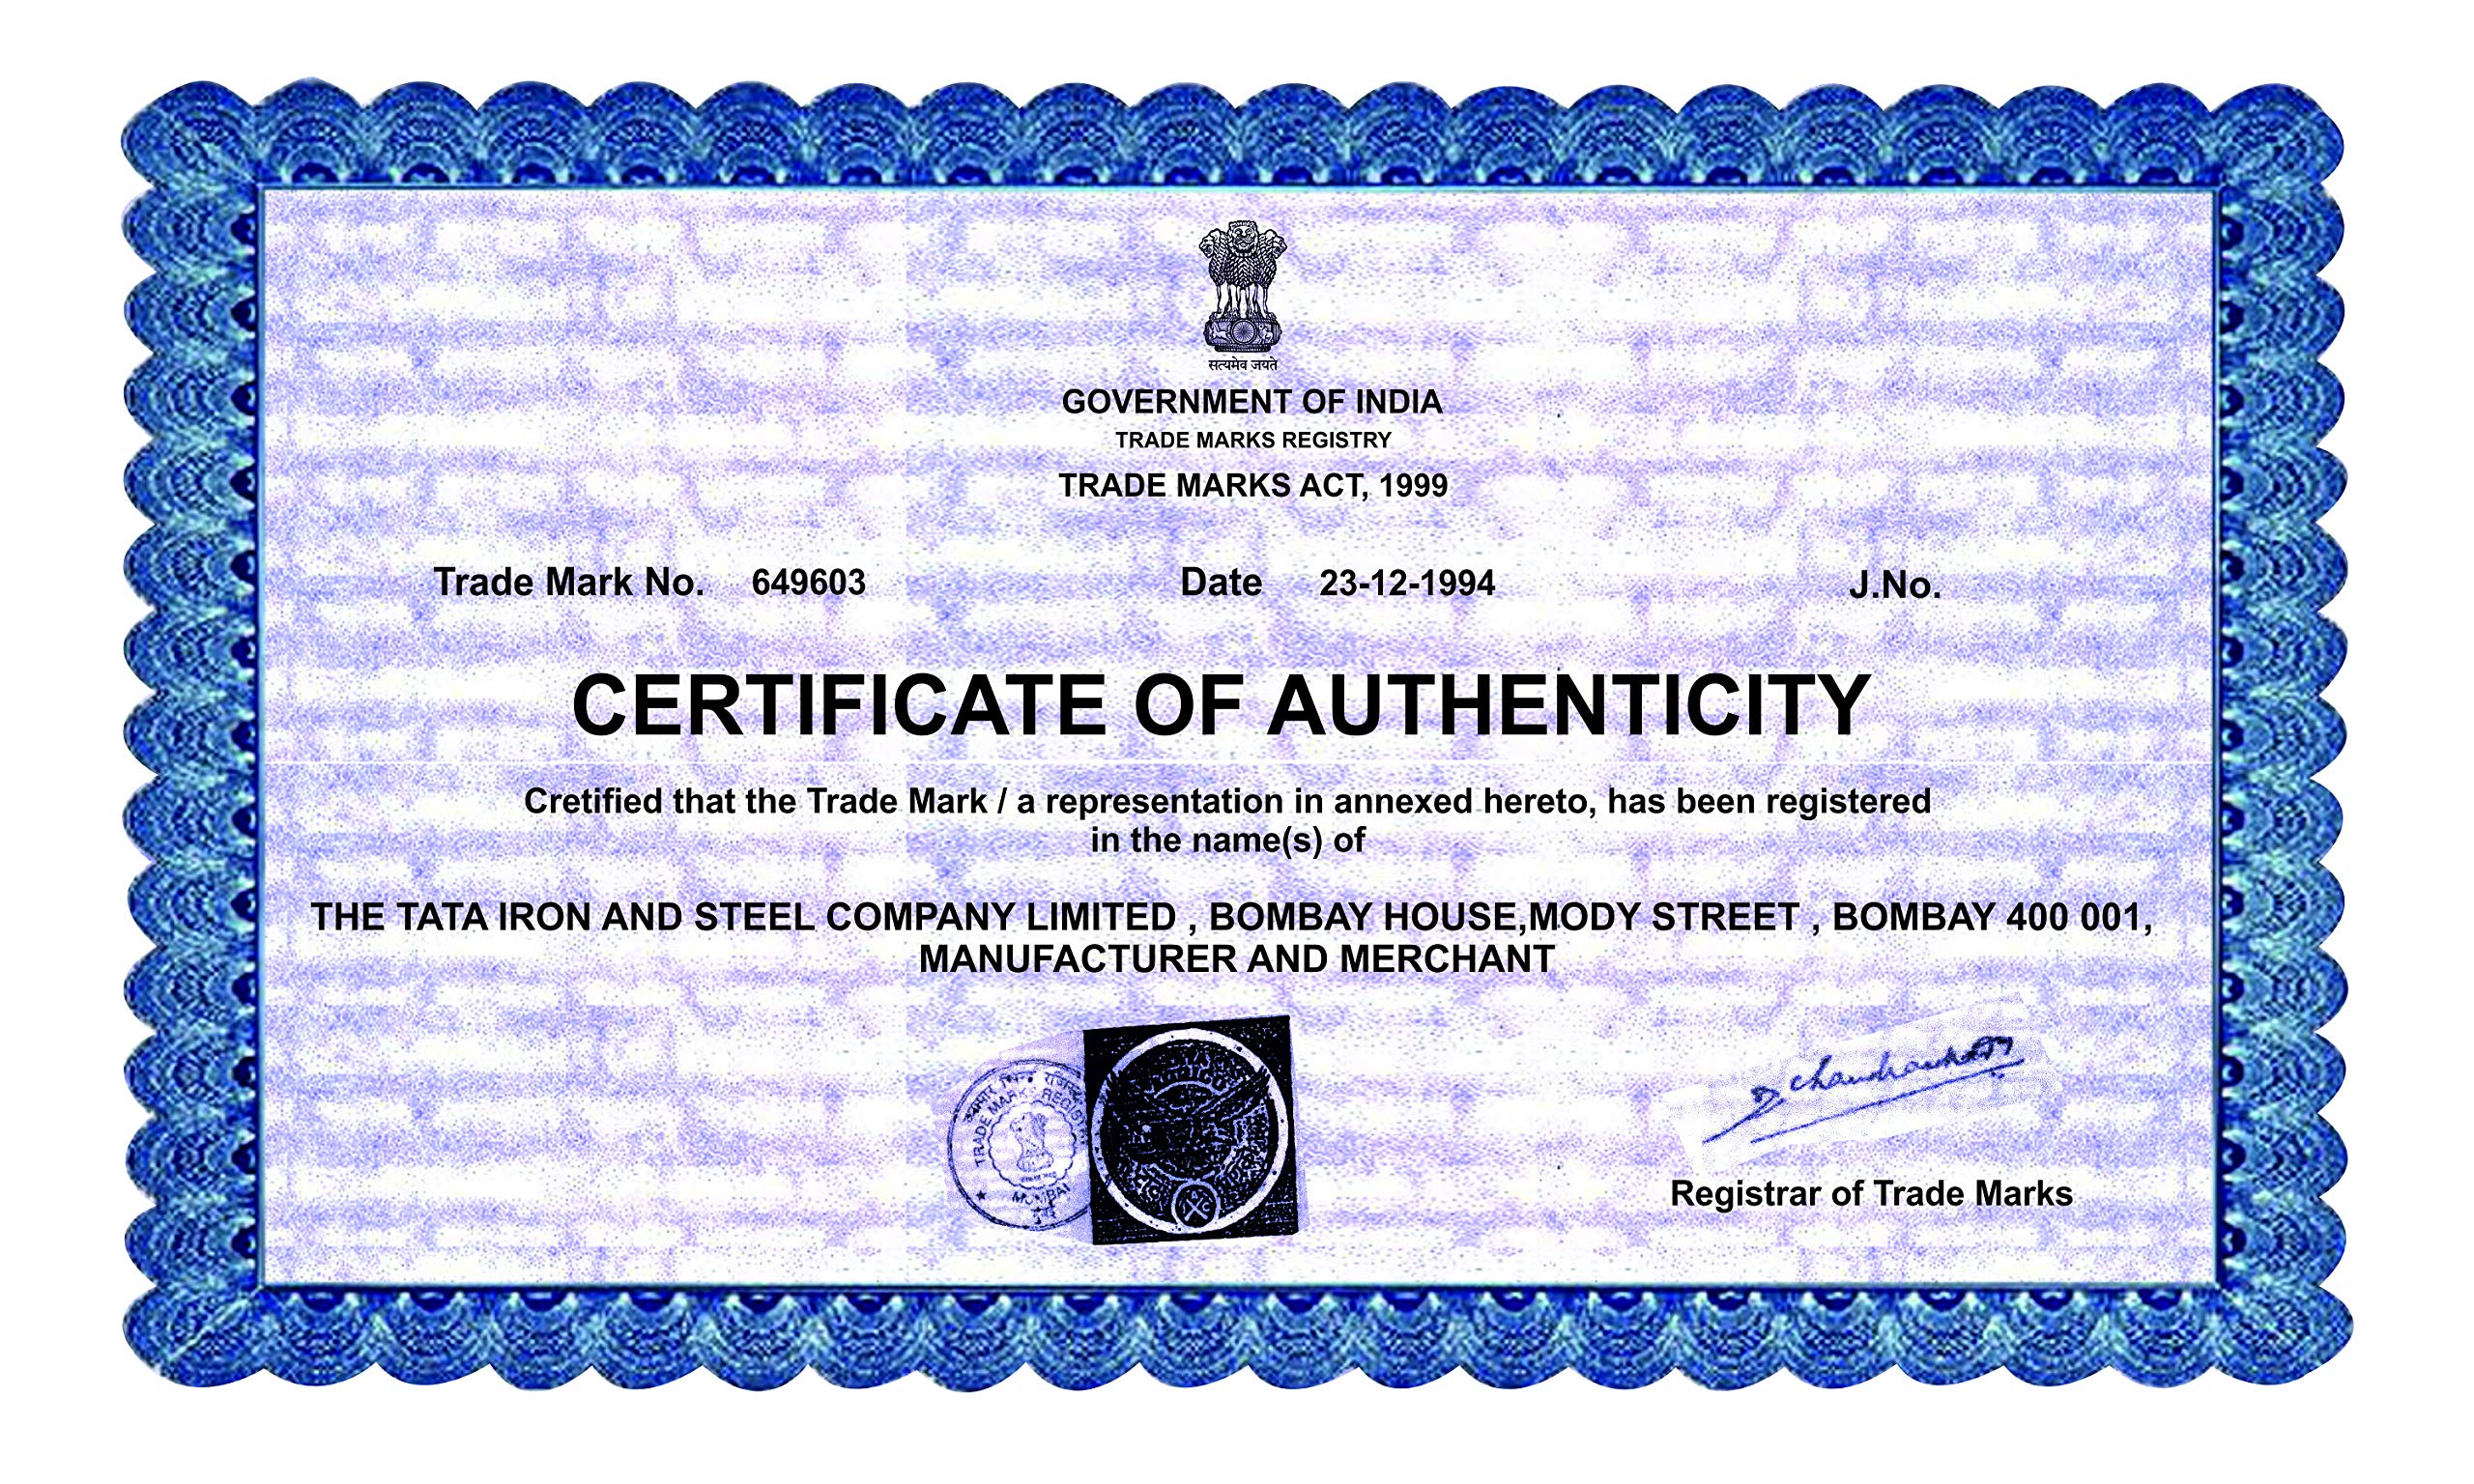 सत्यमेव जयते
GOVERNMENT OF INDIA
TRADE MARKS REGISTRY
TRADE MARKS ACT, 1999
Trade Mark No. 649603 Date 23-12-1994 J.No.
CERTIFICATE OF AUTHENTICITY
Cretified that the Trade Mark / a representation in annexed hereto, has been registered
in the name(s) of
THE TATA IRON AND STEEL COMPANY LIMITED , BOMBAY HOUSE,MODY STREET , BOMBAY 400 001,
MANUFACTURER AND MERCHANT
TRADE MARKS
MUMBAI
Registrar of Trade Marks